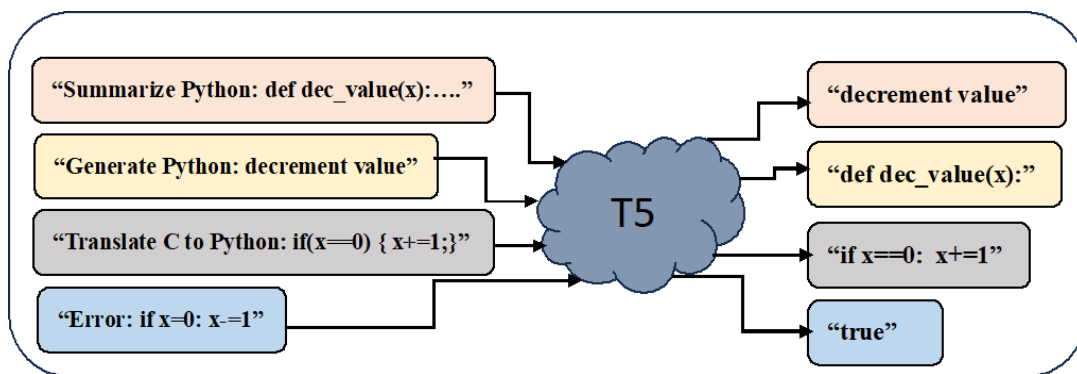 “Summarize Python: def dec_value(x):….”
“Generate Python: decrement value”
“Translate C to Python: if(x==0) { x+=1;}”
“Error: if x=0: x-=1”
T5
“decrement value”
“def dec_value(x):”
“if x==0:  x+=1”
“true”